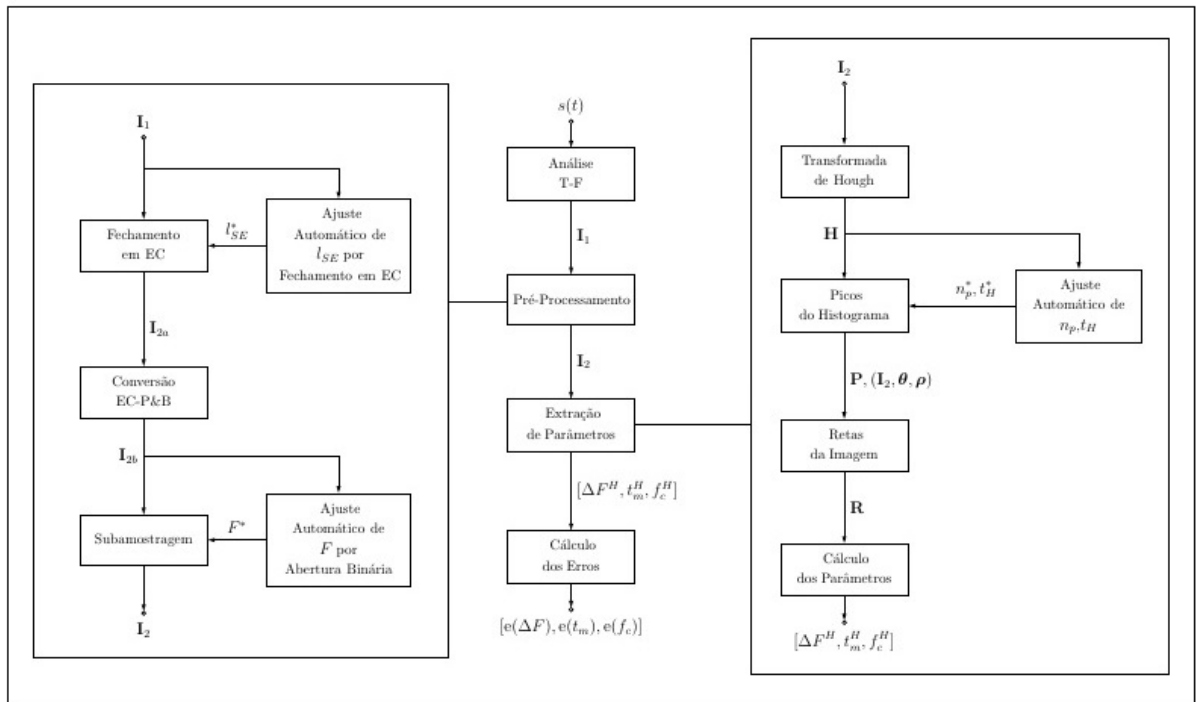 I₁
Fechamento
em EC
l*_SE
Ajuste
Automático de
l_SE por
Fechamento em EC
I₂ₐ
Conversão
EC-P&B
I_2b
Subamostragem
F*
Ajuste
Automático de
F por
Abertura Binária
I₂
s(t)
Análise
T-F
I₁
Pré-Processamento
I₂
Extração
de Parâmetros
[ΔF^H, t_m^H, f_c^H]
Cálculo
dos Erros
[e(ΔF), e(t_m), e(f_c)]
I₂
Transformada
de Hough
H
Picos
do Histograma
n*_p, t*_H
Ajuste
Automático de
n_p, t_H
P, (I₂, θ, ρ)
Retas
da Imagem
R
Cálculo
dos Parâmetros
[ΔF^H, t_m^H, f_c^H]